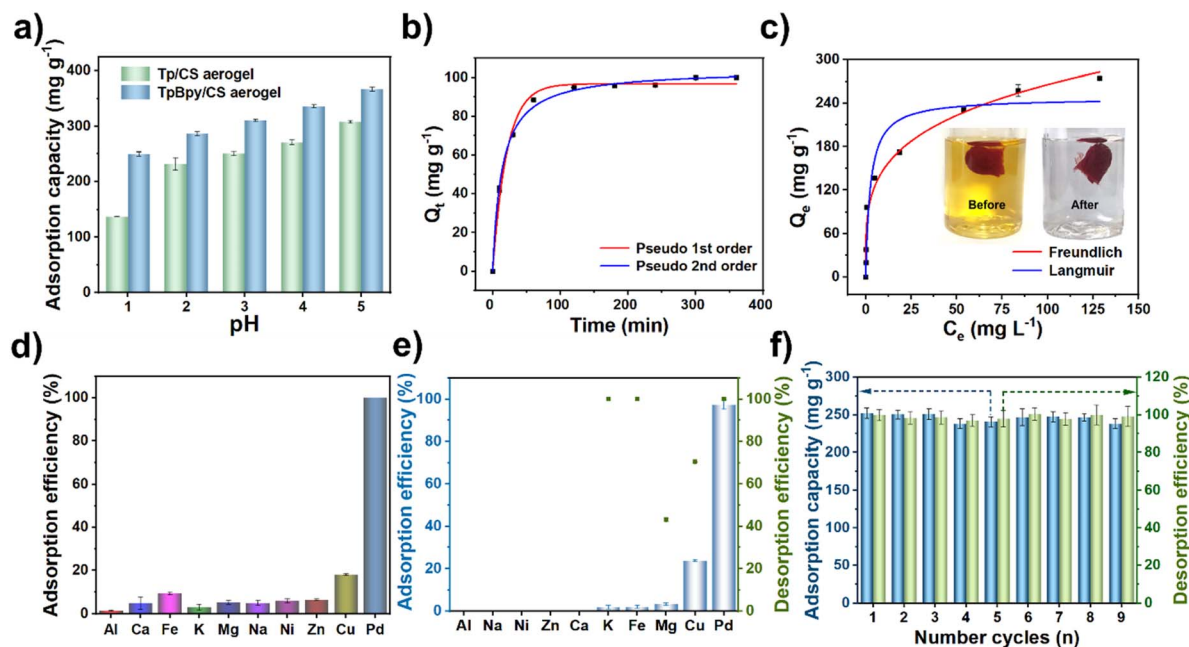 a)
Adsorption capacity (mg g⁻¹)
400
300
200
100
0
Tp/CS aerogel
TpBpy/CS aerogel
1 2 3 4 5
pH
b)
Qt (mg g⁻¹)
100
80
60
40
20
0
Pseudo 1st order
Pseudo 2nd order
0 100 200 300 400
Time (min)
c)
Qe (mg g⁻¹)
300
240
180
120
60
0
Before
After
Freundlich
Langmuir
0 25 50 75 100 125 150
Ce (mg L⁻¹)
d)
Adsorption efficiency (%)
100
80
60
40
20
0
Al Ca Fe K Mg Na Ni Zn Cu Pd
e)
Adsorption efficiency (%)
100
80
60
40
20
0
Al Na Ni Zn Ca K Fe Mg Cu Pd
100
80
60
40
20
0
Desorption efficiency (%)
f)
Adsorption capacity (mg g⁻¹)
300
250
200
150
100
50
0
1 2 3 4 5 6 7 8 9
Number cycles (n)
120
100
80
60
40
20
0
Desorption efficiency (%)